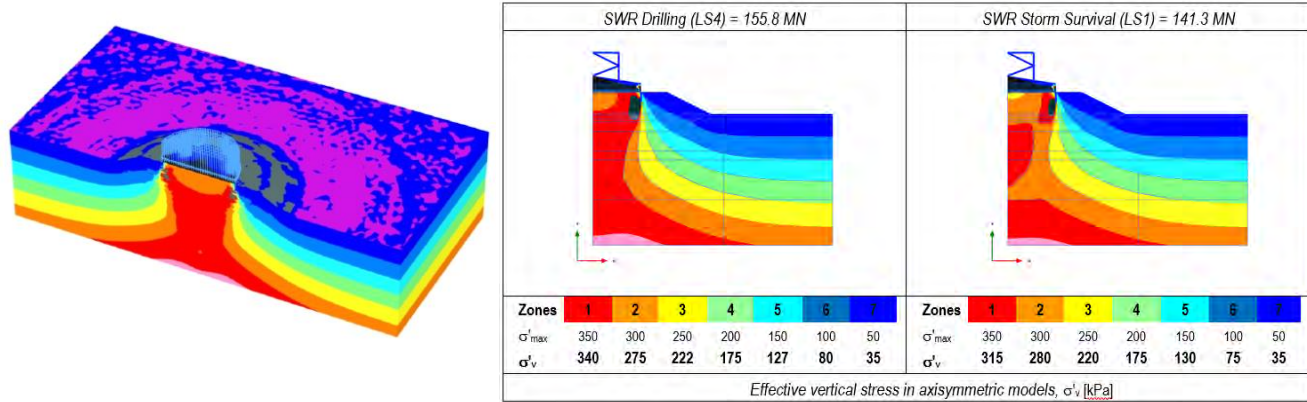 SWR Drilling (LS4) = 155.8 MN
SWR Storm Survival (LS1) = 141.3 MN
Zones 1 2 3 4 5 6 7
σ'max 350 300 250 200 150 100 50
σ'v 340 275 222 175 127 80 35
Zones 1 2 3 4 5 6 7
σ'max 350 300 250 200 150 100 50
σ'v 315 280 220 175 130 75 35
Effective vertical stress in axisymmetric models, σ'v [kPa]